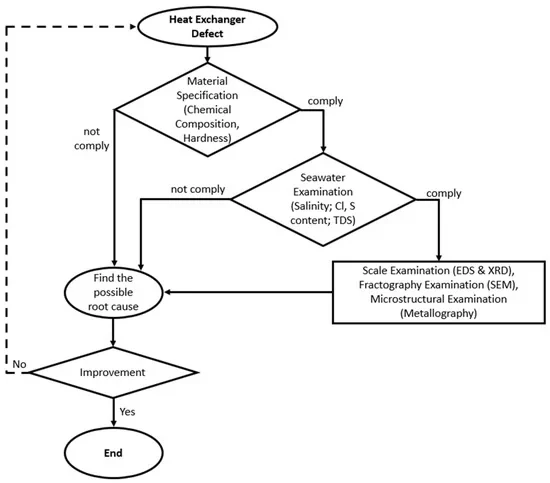 Heat Exchanger
Defect
Material
Specification
(Chemical
Composition,
Hardness)
comply
not
comply
Seawater
Examination
(Salinity; Cl, S
content; TDS)
not comply
comply
Scale Examination (EDS & XRD),
Fractography Examination (SEM),
Microstructural Examination
(Metallography)
Find the
possible
root cause
Improvement
No
Yes
End